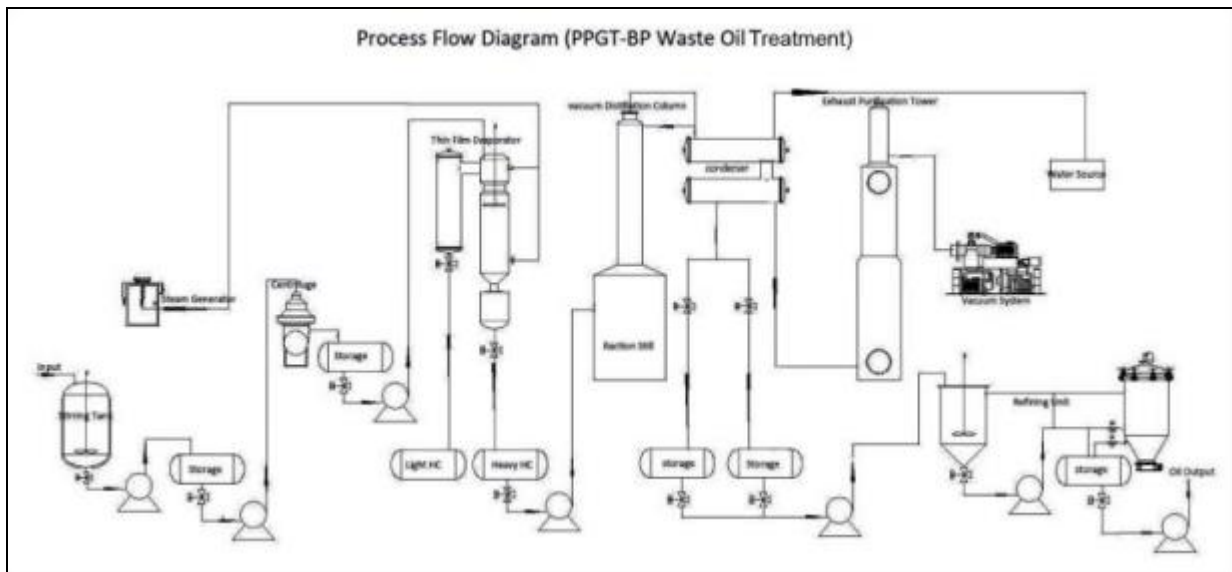 Process Flow Diagram (PPGT-BP Waste Oil Treatment)
Vacuum Distillation Column
Exhaust Purification Tower
Thin Film Evaporator
condenser
Water Source
Steam Generator
Centrifuge
Vacuum System
Storage
Reaction Still
Input
Stirring Tank
Refining Unit
Storage
Light HC
Heavy HC
storage
Storage
storage
Oil Output